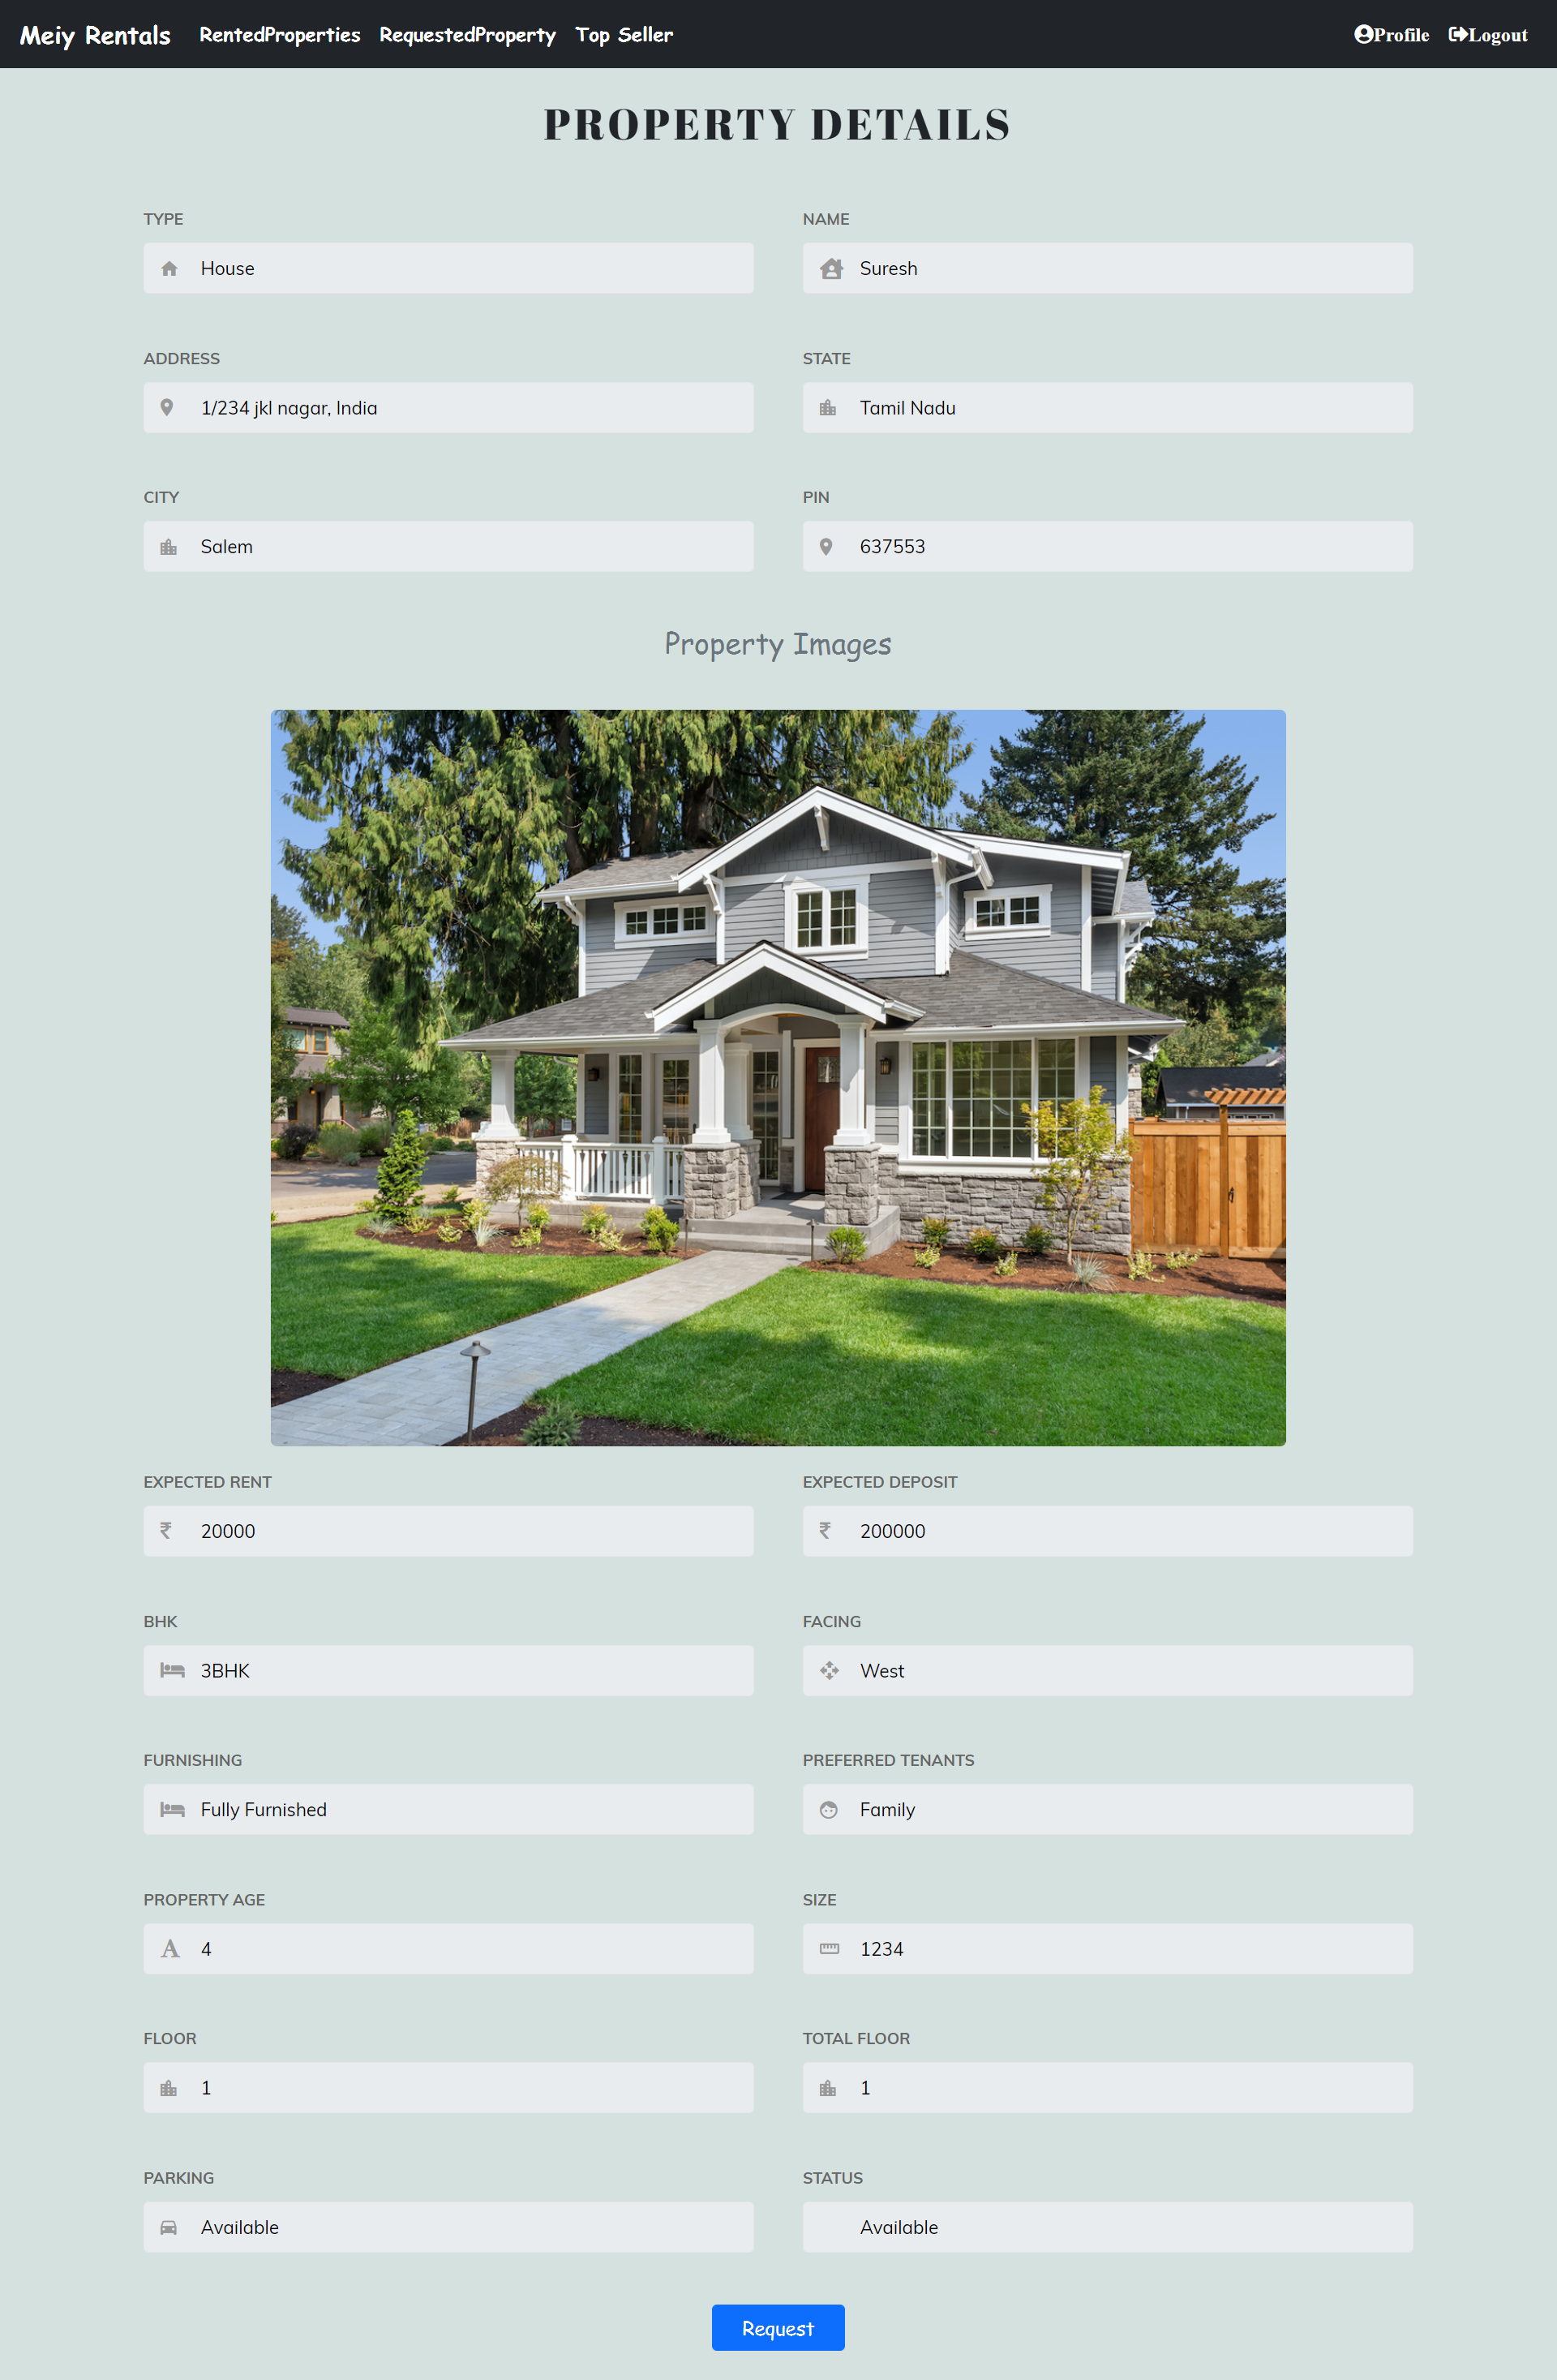 Meiy Rentals RentedProperties RequestedProperty Top Seller Profile Logout
PROPERTY DETAILS
TYPE NAME
House Suresh
ADDRESS STATE
1/234 jkl nagar, India Tamil Nadu
CITY PIN
Salem 637553
Property Images
EXPECTED RENT EXPECTED DEPOSIT
₹ 20000 ₹ 200000
BHK FACING
3BHK West
FURNISHING PREFERRED TENANTS
Fully Furnished Family
PROPERTY AGE SIZE
A 4 1234
FLOOR TOTAL FLOOR
1 1
PARKING STATUS
Available Available
Request